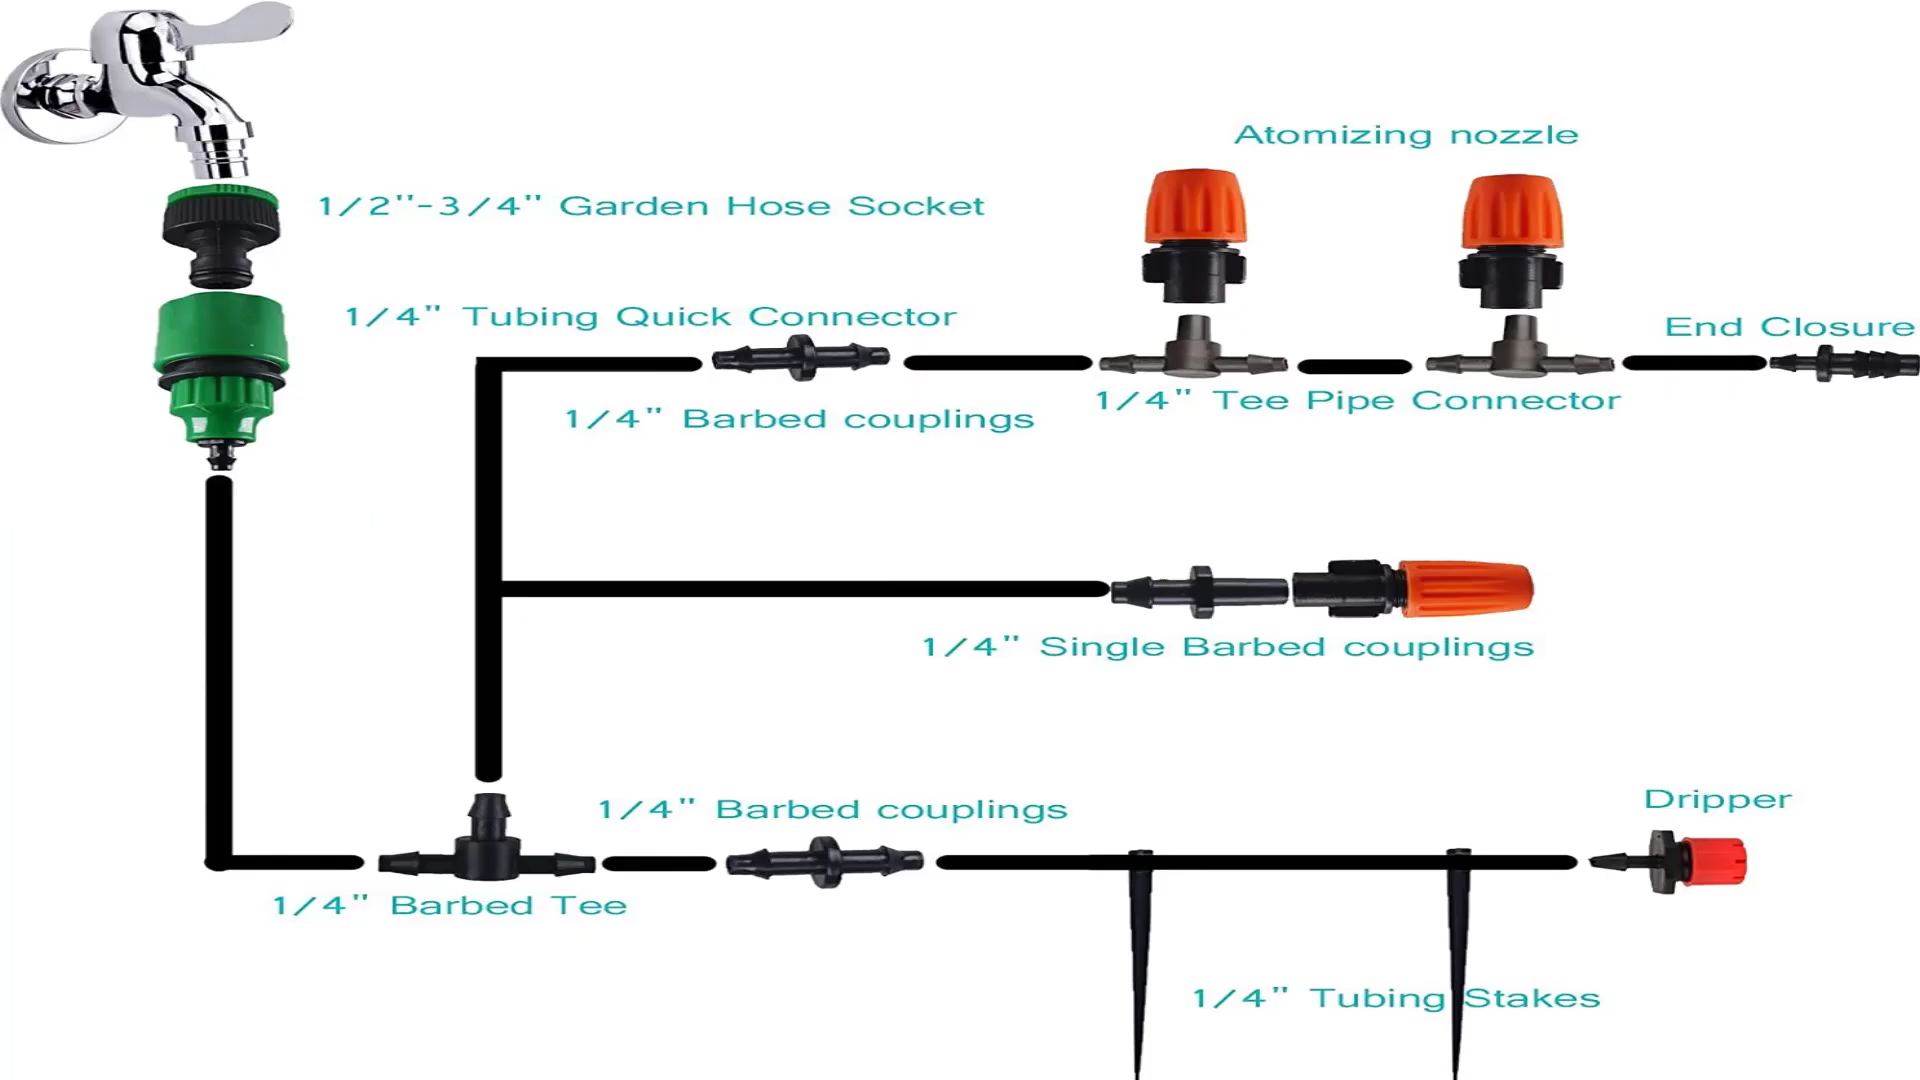 Atomizing nozzle
1/2"-3/4" Garden Hose Socket
1/4" Tubing Quick Connector
End Closure
1/4" Barbed couplings
1/4" Tee Pipe Connector
1/4" Single Barbed couplings
Dripper
1/4" Barbed couplings
1/4" Barbed Tee
1/4" Tubing Stakes